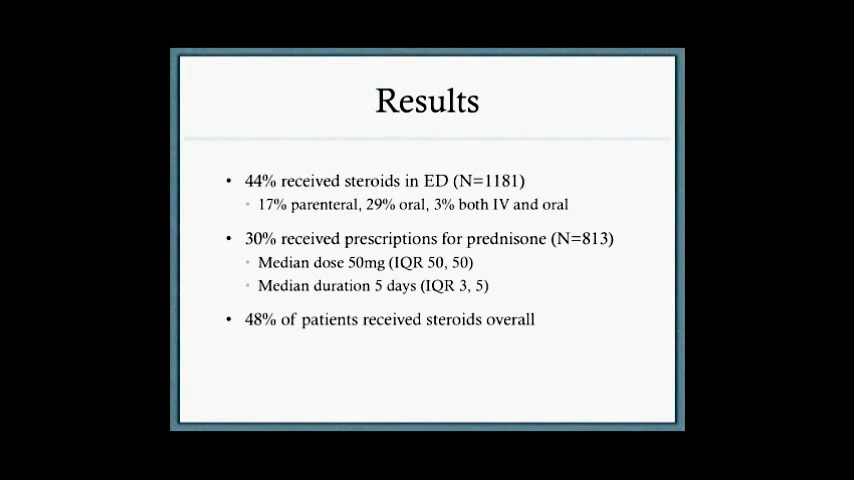 Results
• 44% received steroids in ED (N=1181)
• 17% parenteral, 29% oral, 3% both IV and oral
• 30% received prescriptions for prednisone (N=813)
• Median dose 50mg (IQR 50, 50)
• Median duration 5 days (IQR 3, 5)
• 48% of patients received steroids overall